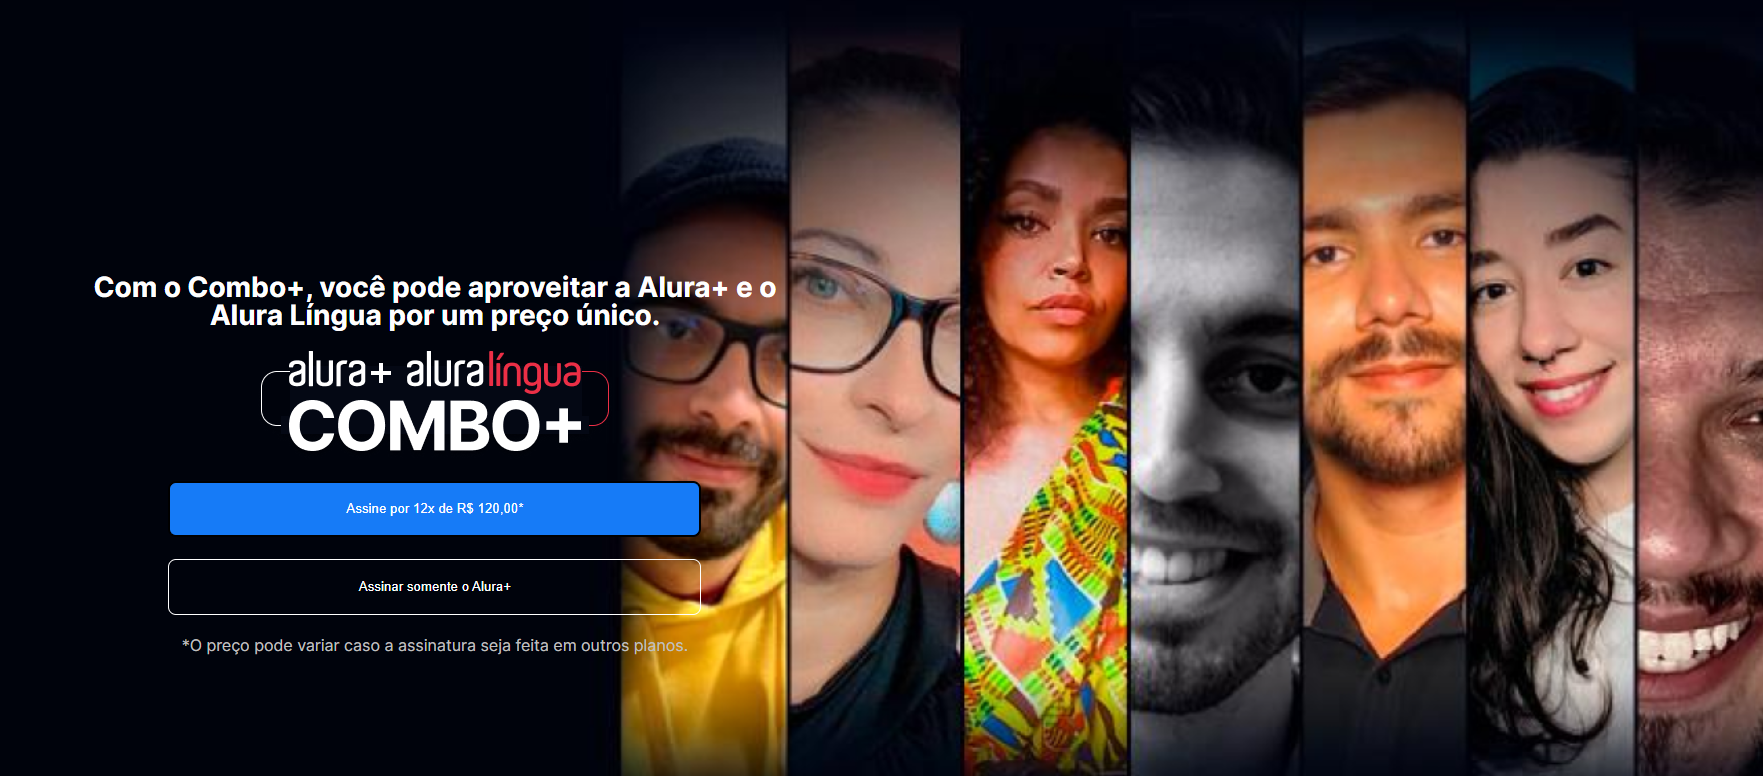 Com o Combo+, você pode aproveitar a Alura+ e o
Alura Língua por um preço único.
alura+ aluralíngua
COMBO+
Assine por 12x de R$ 120,00*
Assinar somente o Alura+
*O preço pode variar caso a assinatura seja feita em outros planos.